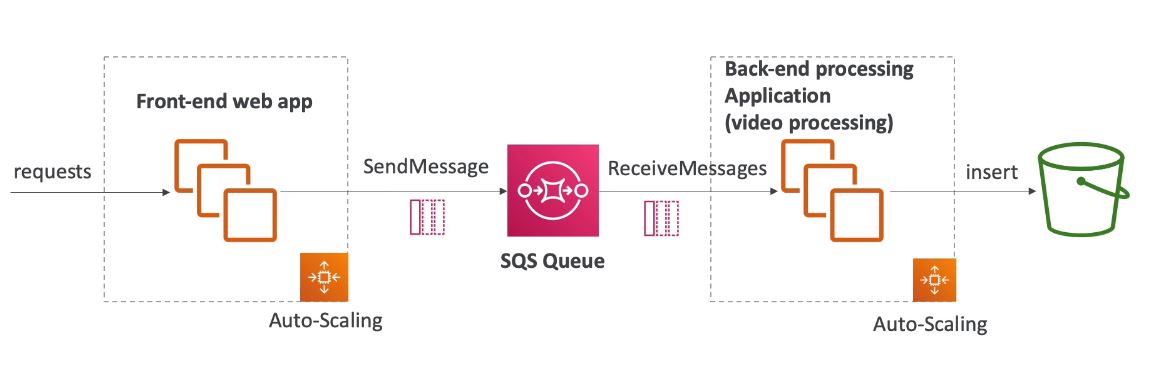 Front-end web app
Back-end processing
Application
(video processing)
requests
SendMessage
ReceiveMessages
insert
SQS Queue
Auto-Scaling
Auto-Scaling